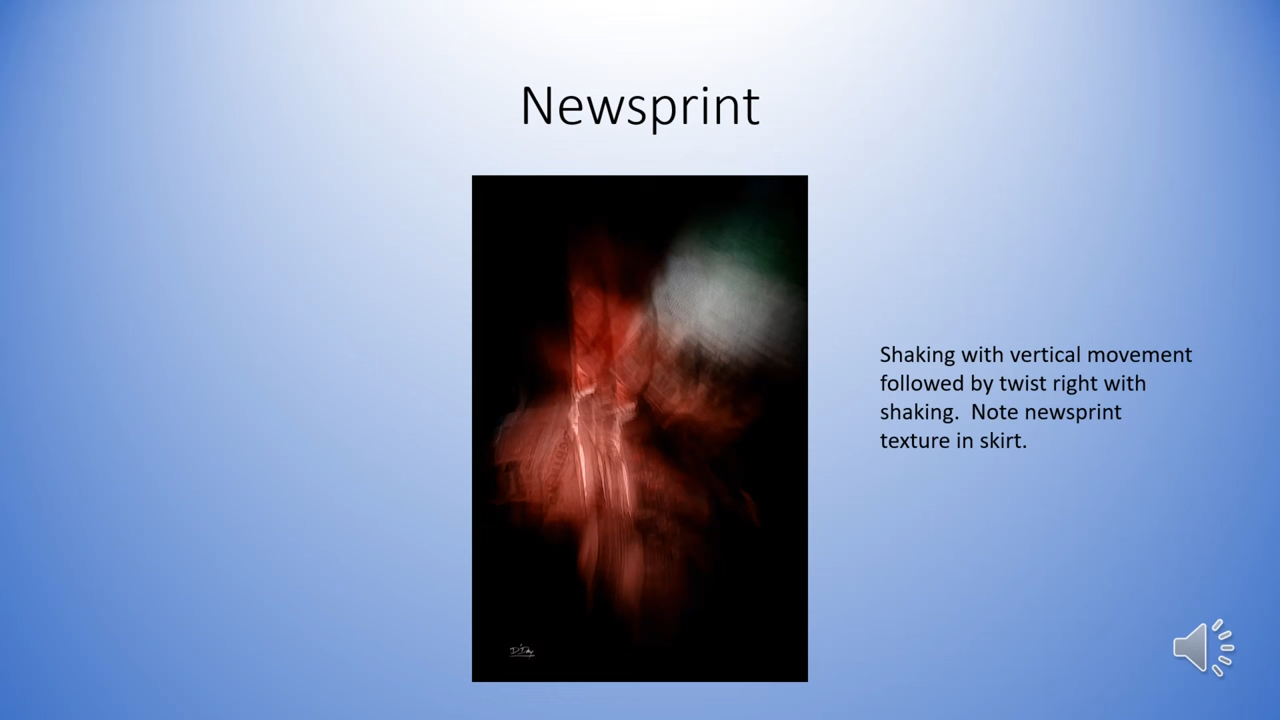 Newsprint
Shaking with vertical movement
followed by twist right with
shaking.  Note newsprint
texture in skirt.